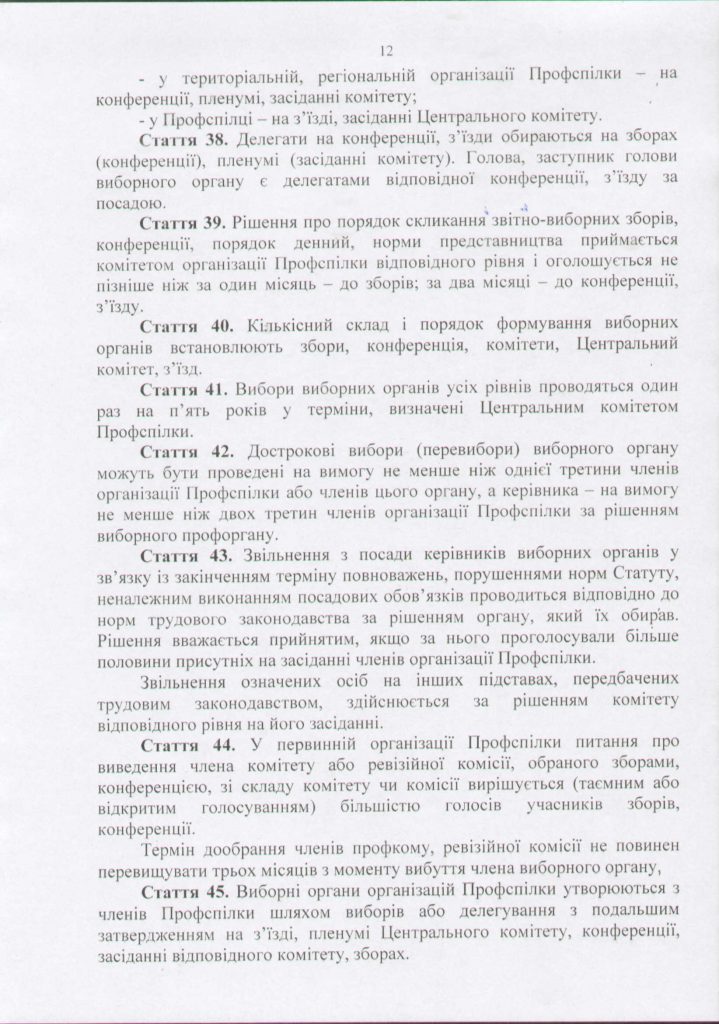 12
- у територіальній, регіональній організації Профспілки – на
конференції, пленумі, засіданні комітету;
- у Профспілці – на з’їзді, засіданні Центрального комітету.
Стаття 38. Делегати на конференції, з’їзди обираються на зборах
(конференції), пленумі (засіданні комітету). Голова, заступник голови
виборного органу є делегатами відповідної конференції, з’їзду за
посадою.
Стаття 39. Рішення про порядок скликання звітно-виборних зборів,
конференції, порядок денний, норми представництва приймається
комітетом організації Профспілки відповідного рівня і оголошується не
пізніше ніж за один місяць – до зборів; за два місяці – до конференції,
з’їзду.
Стаття 40. Кількісний склад і порядок формування виборних
органів встановлюють збори, конференція, комітети, Центральний
комітет, з’їзд.
Стаття 41. Вибори виборних органів усіх рівнів проводяться один
раз на п’ять років у терміни, визначені Центральним комітетом
Профспілки.
Стаття 42. Дострокові вибори (перевибори) виборного органу
можуть бути проведені на вимогу не менше ніж однієї третини членів
організації Профспілки або членів цього органу, а керівника – на вимогу
не менше ніж двох третин членів організації Профспілки за рішенням
виборного профоргану.
Стаття 43. Звільнення з посади керівників виборних органів у
зв’язку із закінченням терміну повноважень, порушеннями норм Статуту,
неналежним виконанням посадових обов’язків проводиться відповідно до
норм трудового законодавства за рішенням органу, який їх обирав.
Рішення вважається прийнятим, якщо за нього проголосували більше
половини присутніх на засіданні членів організації Профспілки.
Звільнення означених осіб на інших підставах, передбачених
трудовим законодавством, здійснюється за рішенням комітету
відповідного рівня на його засіданні.
Стаття 44. У первинній організації Профспілки питання про
виведення члена комітету або ревізійної комісії, обраного зборами,
конференцією, зі складу комітету чи комісії вирішується (таємним або
відкритим голосуванням) більшістю голосів учасників зборів,
конференції.
Термін дообрання членів профкому, ревізійної комісії не повинен
перевищувати трьох місяців з моменту вибуття члена виборного органу,
Стаття 45. Виборні органи організацій Профспілки утворюються з
членів Профспілки шляхом виборів або делегування з подальшим
затвердженням на з’їзді, пленумі Центрального комітету, конференції,
засіданні відповідного комітету, зборах.